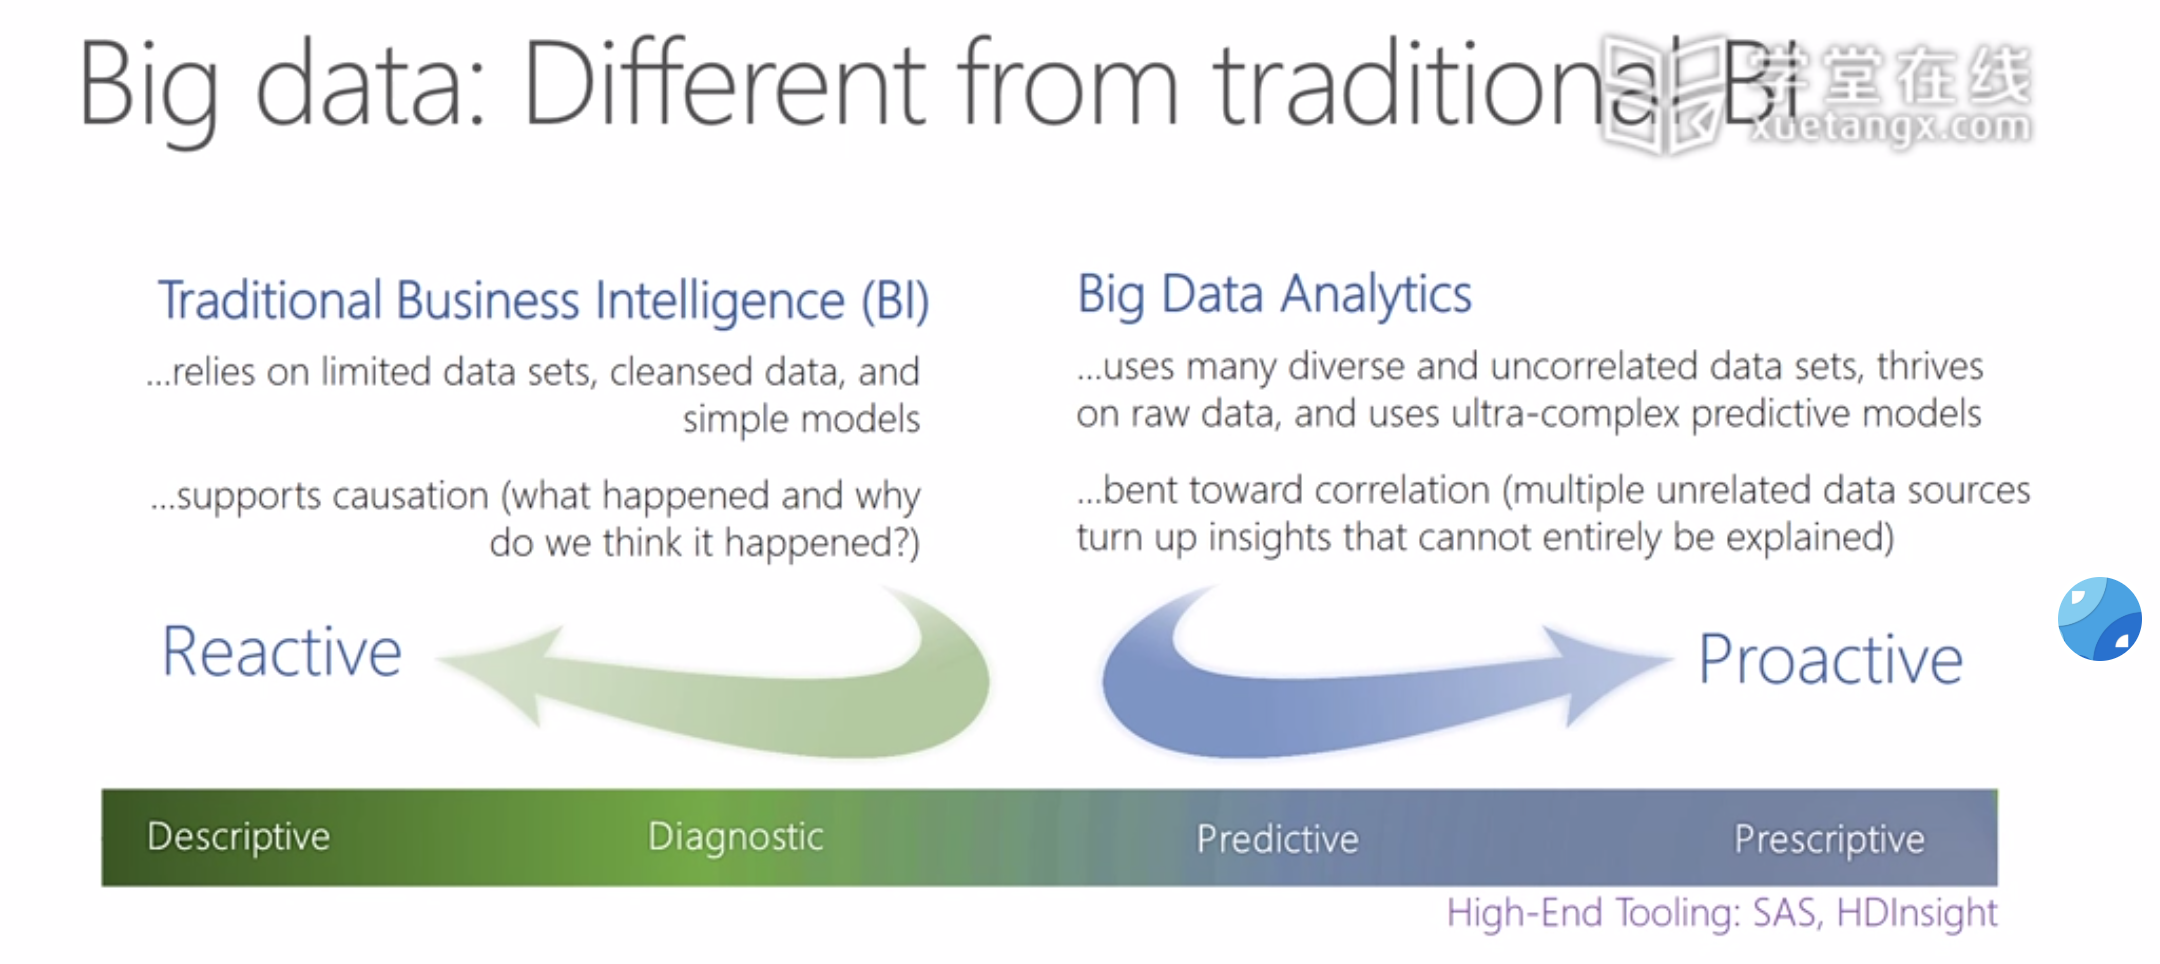 Big data: Different from traditional BI
学堂在线
xuetangx.com
Traditional Business Intelligence (BI)
...relies on limited data sets, cleansed data, and
simple models
...supports causation (what happened and why
do we think it happened?)
Reactive
Big Data Analytics
...uses many diverse and uncorrelated data sets, thrives
on raw data, and uses ultra-complex predictive models
...bent toward correlation (multiple unrelated data sources
turn up insights that cannot entirely be explained)
Proactive
Descriptive
Diagnostic
Predictive
Prescriptive
High-End Tooling: SAS, HDInsight